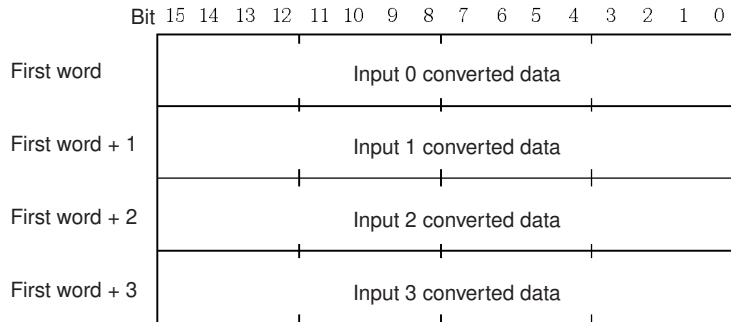 Bit 15 14 13 12 11 10 9 8 7 6 5 4 3 2 1 0
First word Input 0 converted data
First word + 1 Input 1 converted data
First word + 2 Input 2 converted data
First word + 3 Input 3 converted data